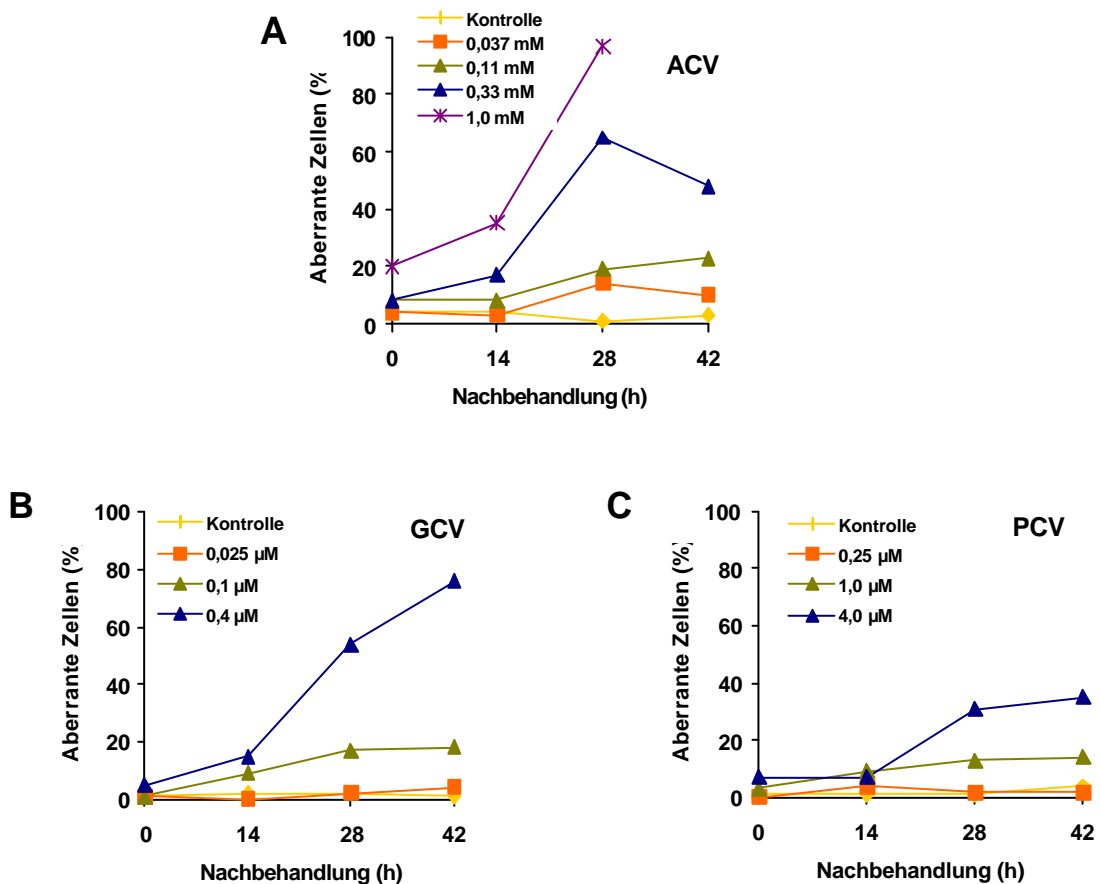 A
Kontrolle
0,037 mM
0,11 mM
0,33 mM
1,0 mM
ACV
Aberrante Zellen (%
100
80
60
40
20
0
0 14 28 42
Nachbehandlung (h)
B
Kontrolle
0,025 µM
0,1 µM
0,4 µM
GCV
Aberrante Zellen (%)
100
80
60
40
20
0
0 14 28 42
Nachbehandlung (h)
C
Kontrolle
0,25 µM
1,0 µM
4,0 µM
PCV
Aberrante Zellen (%)
100
80
60
40
20
0
0 14 28 42
Nachbehandlung (h)